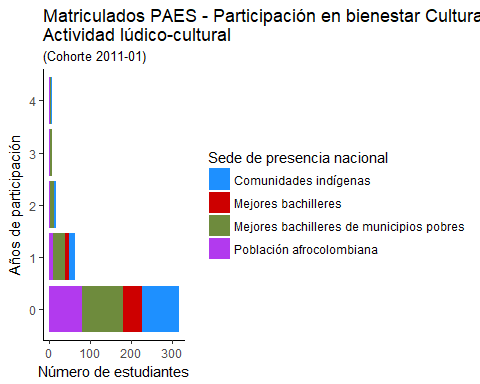 Matriculados PAES - Participación en bienestar Cultura
Actividad lúdico-cultural
(Cohorte 2011-01)
Años de participación
4
3
2
1
0
0 100 200 300
Número de estudiantes
Sede de presencia nacional
Comunidades indígenas
Mejores bachilleres
Mejores bachilleres de municipios pobres
Población afrocolombiana